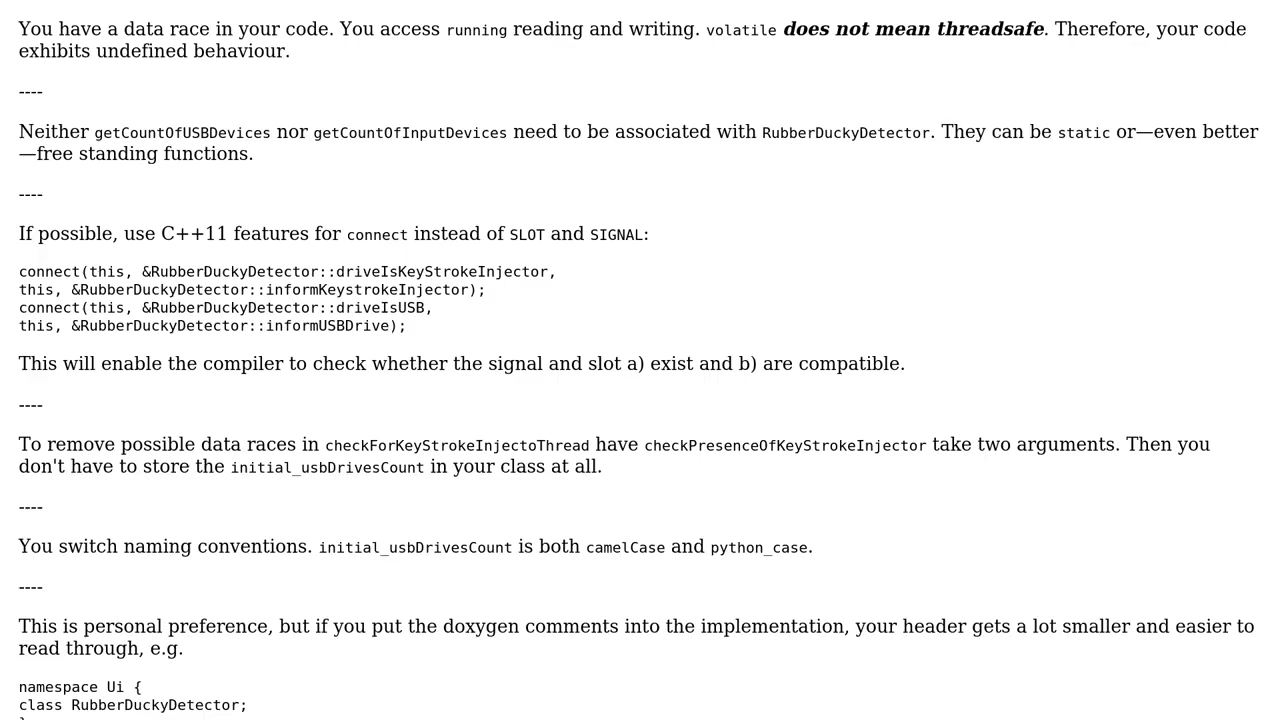 You have a data race in your code. You access running reading and writing. volatile does not mean threadsafe. Therefore, your code
exhibits undefined behaviour.
----
Neither getCountOfUSBDevices nor getCountOfInputDevices need to be associated with RubberDuckyDetector. They can be static or—even better
—free standing functions.
----
If possible, use C++11 features for connect instead of SLOT and SIGNAL:
connect(this, &RubberDuckyDetector::driveIsKeyStrokeInjector,
this, &RubberDuckyDetector::informKeystrokeInjector);
connect(this, &RubberDuckyDetector::driveIsUSB,
this, &RubberDuckyDetector::informUSBDrive);
This will enable the compiler to check whether the signal and slot a) exist and b) are compatible.
----
To remove possible data races in checkForKeyStrokeInjectoThread have checkPresenceOfKeyStrokeInjector take two arguments. Then you
don't have to store the initial_usbDrivesCount in your class at all.
----
You switch naming conventions. initial_usbDrivesCount is both camelCase and python_case.
----
This is personal preference, but if you put the doxygen comments into the implementation, your header gets a lot smaller and easier to
read through, e.g.
namespace Ui {
class RubberDuckyDetector;